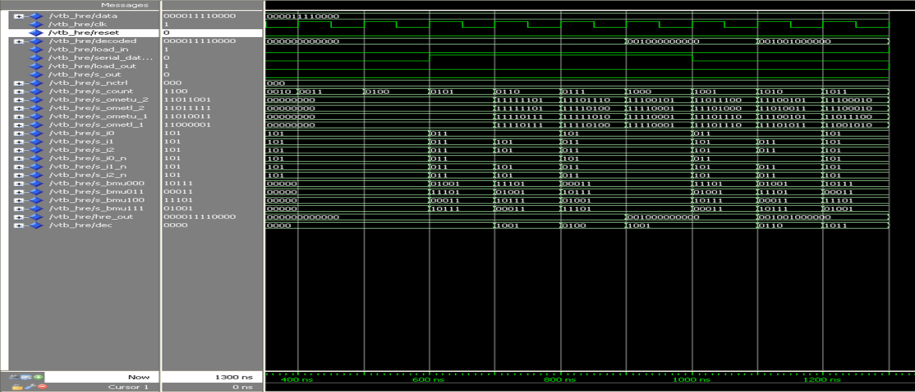 Messages
/vtb_hre/data 000011110000 000011110000
/vtb_hre/clk 1
/vtb_hre/reset 0
/vtb_hre/decoded 000011110000 000000000000 001000000000 001001000000
/vtb_hre/load_in 1
/vtb_hre/serial_dat... 0
/vtb_hre/load_out 1
/vtb_hre/s_out 0
/vtb_hre/s_nctrl 000 000
/vtb_hre/s_count 1100 0010 0011 0100 0101 0110 0111 1000 1001 1010 1011
/vtb_hre/s_ometu_2 11011001 00000000 11111101 11101110 11100101 11011100 11100101 11100010
/vtb_hre/s_ometl_2 11011111 00000000 11111101 11110100 11101000 11010011 11010011
/vtb_hre/s_ometu_1 11010011 00000000 11110111 11101000 11110001 11100101 11011100
/vtb_hre/s_ometl_1 11000001 00000000 11110111 11110100 11110001 11101110 11101011 11001011
/vtb_hre/s_i0 101 101 011 101 011 101
/vtb_hre/s_i1 101 101 011 101 011 101 011 101
/vtb_hre/s_i2 101 101 011 101 011 101 011 101
/vtb_hre/s_i0_n 101 101 011 101 011 101
/vtb_hre/s_i1_n 101 101 011 101 011 101 011 101
/vtb_hre/s_i2_n 101 101 011 101 011 101 011 101
/vtb_hre/s_bmu000 10111 00000 01001 11101 00011 11101 01001 10111
/vtb_hre/s_bmu011 00011 00000 11101 01001 10111 01001 11101 00011
/vtb_hre/s_bmu100 11101 00000 00011 10111 01001 10111 00011 11101
/vtb_hre/s_bmu111 01001 00000 10111 00011 11101 00011 10111 01001
/vtb_hre/hre_out 000011110000 000000000000 001000000000 001001000000
/vtb_hre/dec 0000 0000 1001 0100 1001 0110 1011
Now 1300 ns 400 ns 600 ns 800 ns 1000 ns 1200 ns
Cursor 1 0 ns